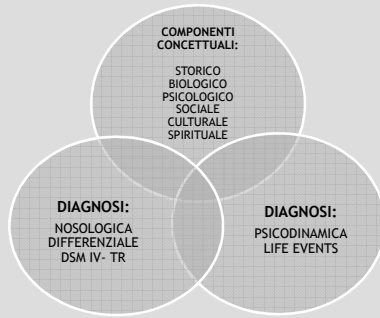 COMPONENTI
CONCETTUALI:
STORICO
BIOLOGICO
PSICOLOGICO
SOCIALE
CULTURALE
SPIRITUALE
DIAGNOSI:
NOSOLOGICA
DIFFERENZIALE
DSM IV- TR
DIAGNOSI:
PSICODINAMICA
LIFE EVENTS